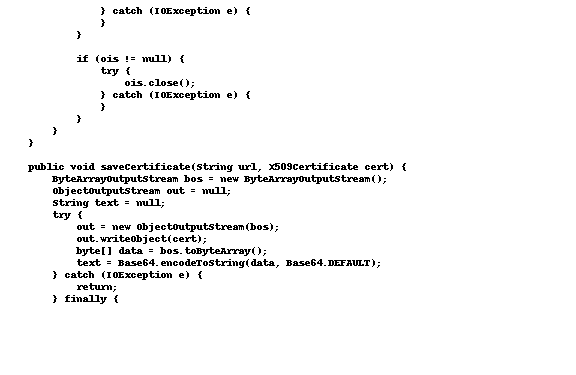 } catch (IOException e) {
            }
        }

        if (ois != null) {
            try {
                ois.close();
            } catch (IOException e) {
            }
        }
    }
}

public void saveCertificate(String url, X509Certificate cert) {
    ByteArrayOutputStream bos = new ByteArrayOutputStream();
    ObjectOutputStream out = null;
    String text = null;
    try {
        out = new ObjectOutputStream(bos);
        out.writeObject(cert);
        byte[] data = bos.toByteArray();
        text = Base64.encodeToString(data, Base64.DEFAULT);
    } catch (IOException e) {
        return;
    } finally {